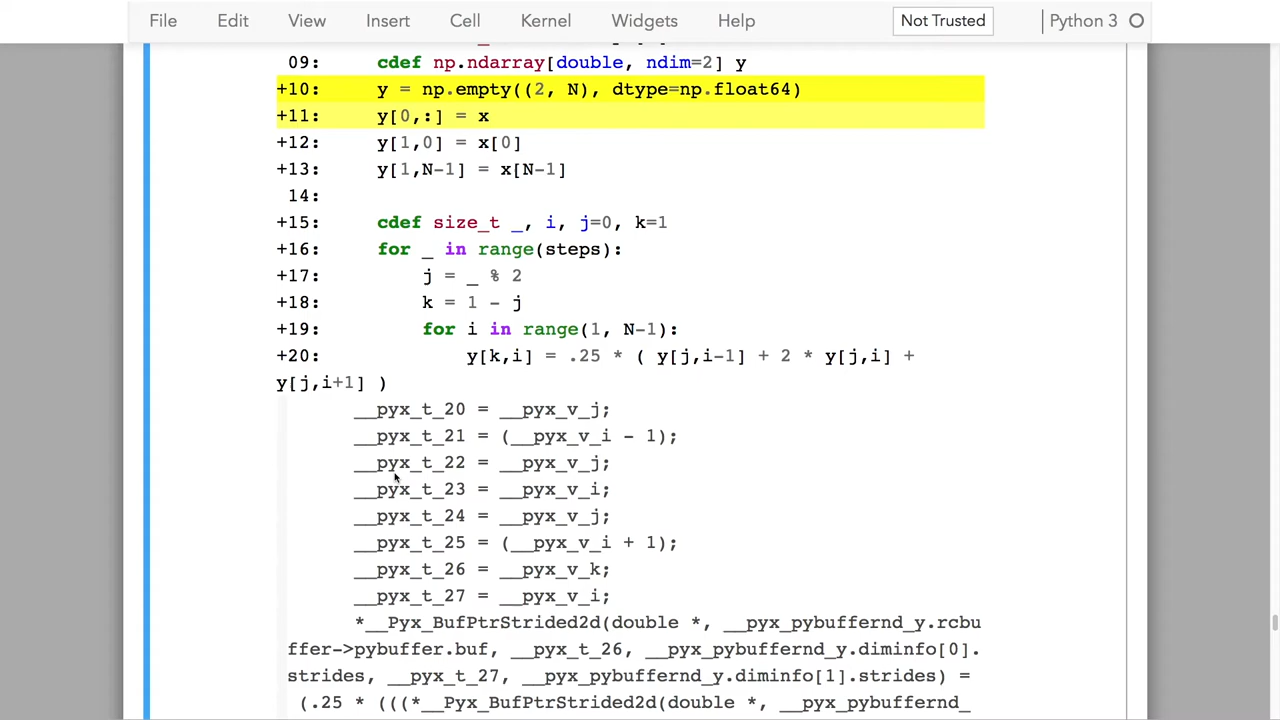 File Edit View Insert Cell Kernel Widgets Help Not Trusted Python 3
09: cdef np.ndarray[double, ndim=2] y
+10: y = np.empty((2, N), dtype=np.float64)
+11: y[0,:] = x
+12: y[1,0] = x[0]
+13: y[1,N-1] = x[N-1]
14:
+15: cdef size_t _, i, j=0, k=1
+16: for _ in range(steps):
+17: j = _ % 2
+18: k = 1 - j
+19: for i in range(1, N-1):
+20: y[k,i] = .25 * ( y[j,i-1] + 2 * y[j,i] +
y[j,i+1] )
__pyx_t_20 = __pyx_v_j;
__pyx_t_21 = (__pyx_v_i - 1);
__pyx_t_22 = __pyx_v_j;
__pyx_t_23 = __pyx_v_i;
__pyx_t_24 = __pyx_v_j;
__pyx_t_25 = (__pyx_v_i + 1);
__pyx_t_26 = __pyx_v_k;
__pyx_t_27 = __pyx_v_i;
*__Pyx_BufPtrStrided2d(double *, __pyx_pybuffernd_y.rcbu
ffer->pybuffer.buf, __pyx_t_26, __pyx_pybuffernd_y.diminfo[0].
strides, __pyx_t_27, __pyx_pybuffernd_y.diminfo[1].strides) =
(.25 * (((*__Pyx_BufPtrStrided2d(double *, __pyx_pybuffernd_